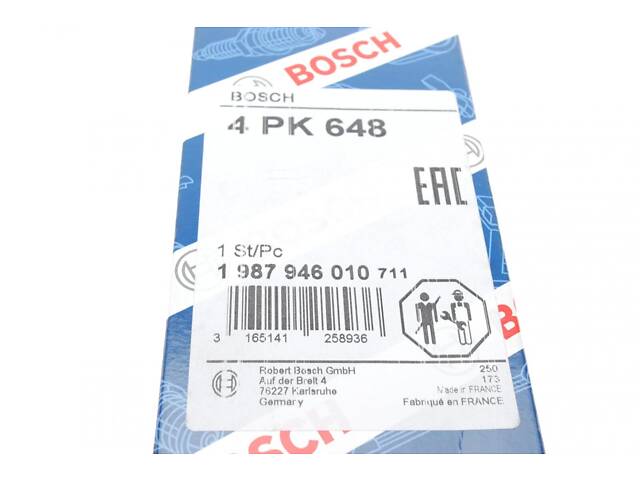 BOSCH
BOSCH
4 PK 648
EAC
1 St/Pc
1 987 946 010 711
3 165141 258936
Robert Bosch GmbH
Auf der Breit 4
76227 Karlsruhe
Germany
250
173
Made in FRANCE
Fabriqué en FRANCE
BOSCH